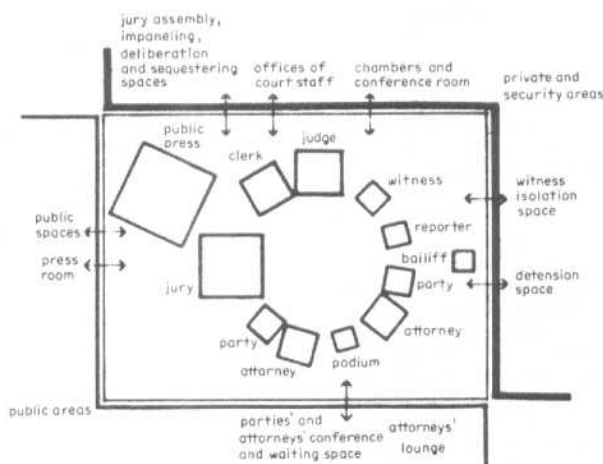 jury assembly,
impaneling,
deliberation
and sequestering
spaces
offices of
court staff
chambers and
conference room
private and
security areas
public
press
clerk
judge
witness
witness
isolation
space
reporter
public
spaces
press
room
bailiff
party
detension
space
jury
attorney
party
attorney
podium
public areas
parties' and
attorneys' conference
and waiting space
attorneys'
lounge